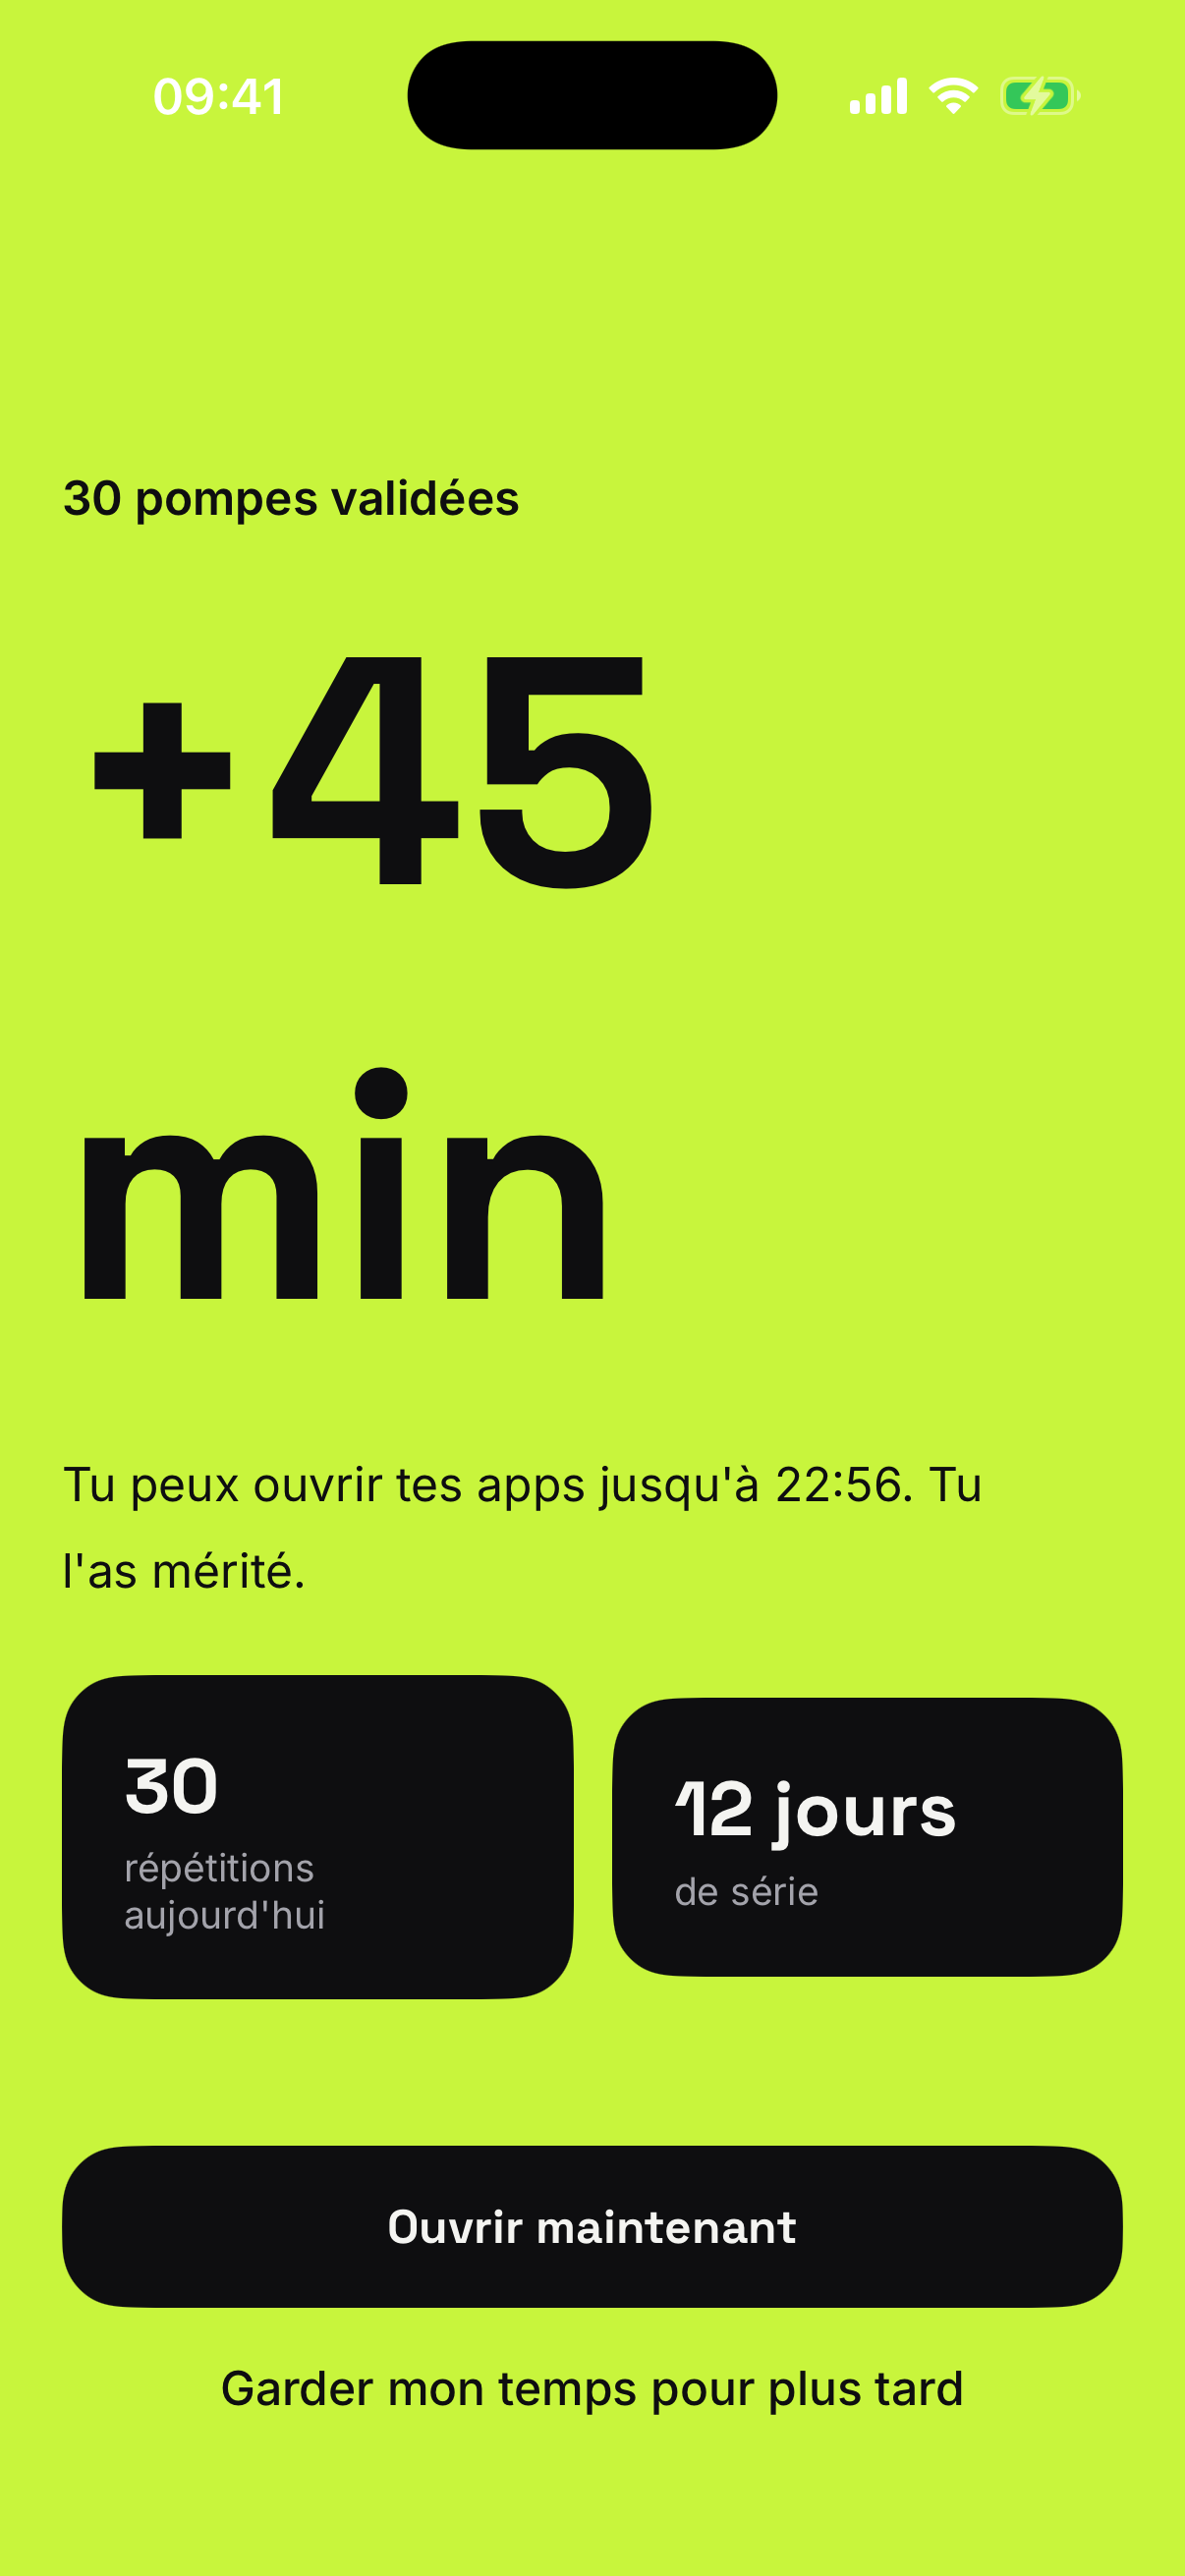 09:41
30 pompes validées
+45
min
Tu peux ouvrir tes apps jusqu'à 22:56. Tu
l'as mérité.
30
répétitions
aujourd'hui
12 jours
de série
Ouvrir maintenant
Garder mon temps pour plus tard